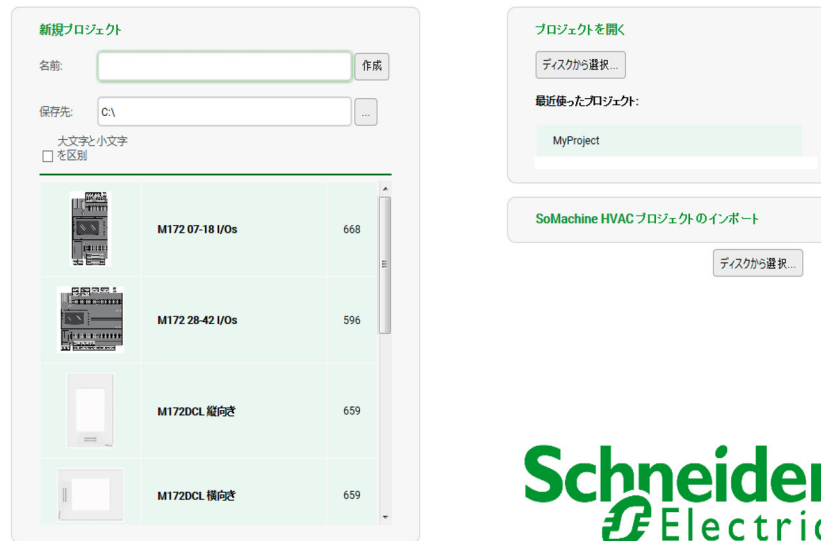 新規プロジェクト
名前:
作成
保存先:
C:\
...
大文字と小文字
を区別
M172 07-18 I/Os
668
M172 28-42 I/Os
596
M172DCL 縦向き
659
M172DCL 横向き
659
プロジェクトを開く
ディスクから選択...
最近使ったプロジェクト:
MyProject
SoMachine HVAC プロジェクトのインポート
ディスクから選択...
Schneider
Electric